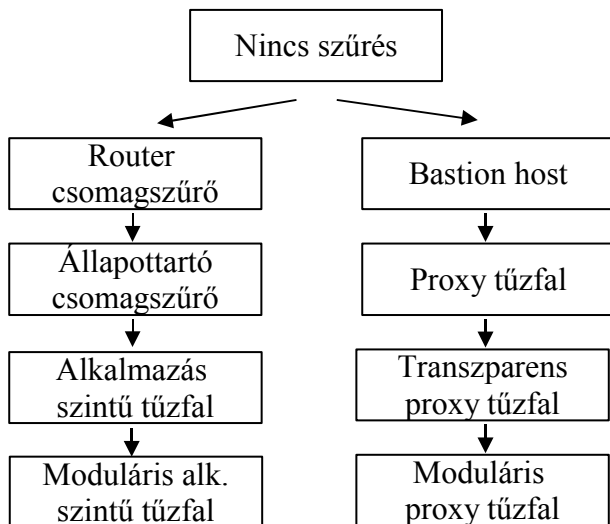 Nincs szűrés
Router
csomagszűrő
Bastion host
Állapottartó
csomagszűrő
Proxy tűzfal
Alkalmazás
szintű tűzfal
Transzparens
proxy tűzfal
Moduláris alk.
szintű tűzfal
Moduláris
proxy tűzfal